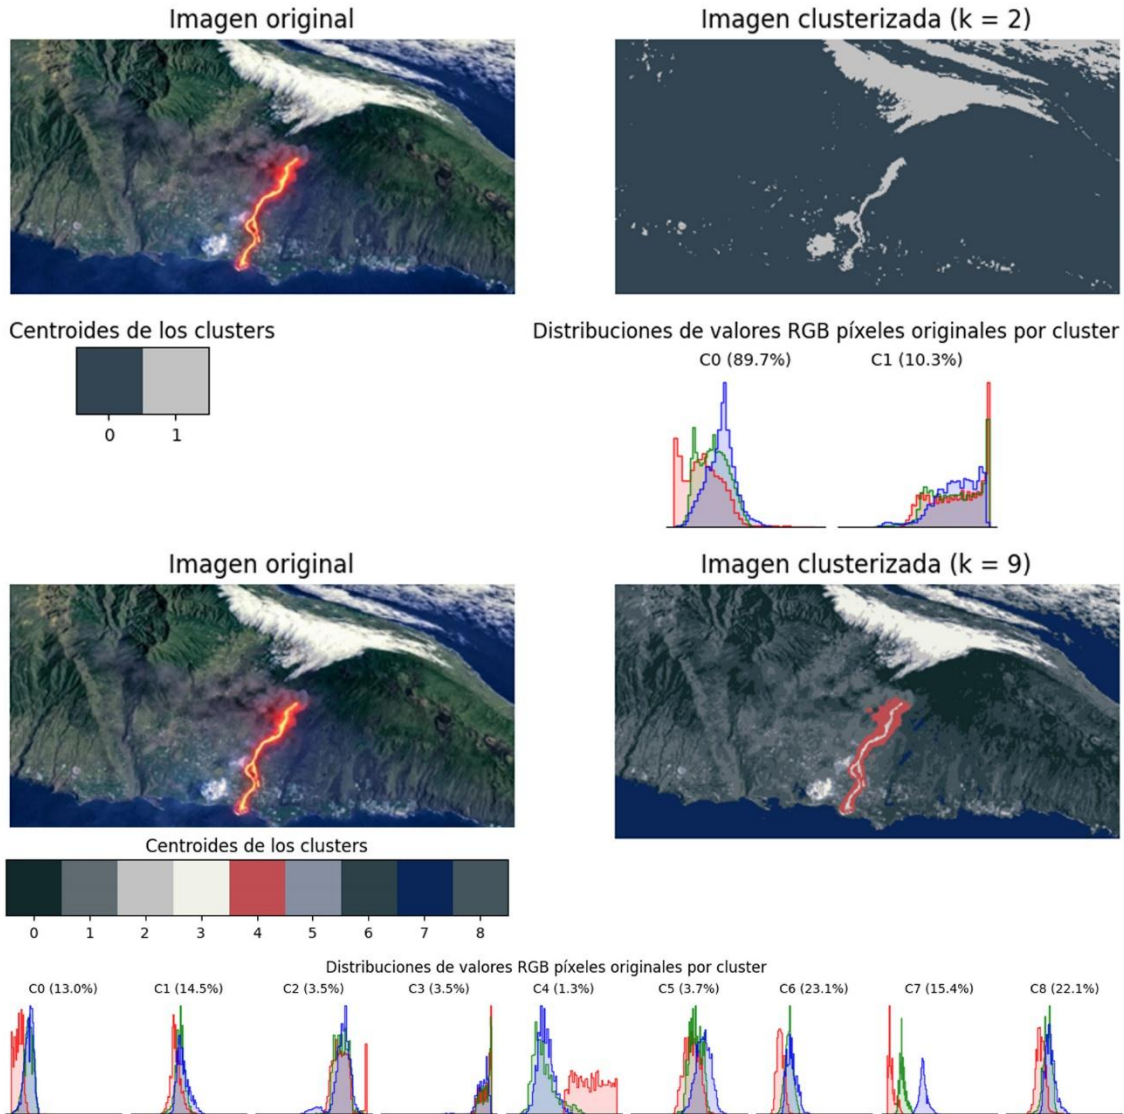 Imagen original
Imagen clusterizada (k = 2)
Centroides de los clusters
0 1
Distribuciones de valores RGB píxeles originales por cluster
C0 (89.7%) C1 (10.3%)
Imagen original
Imagen clusterizada (k = 9)
Centroides de los clusters
0 1 2 3 4 5 6 7 8
Distribuciones de valores RGB píxeles originales por cluster
C0 (13.0%) C1 (14.5%) C2 (3.5%) C3 (3.5%) C4 (1.3%) C5 (3.7%) C6 (23.1%) C7 (15.4%) C8 (22.1%)